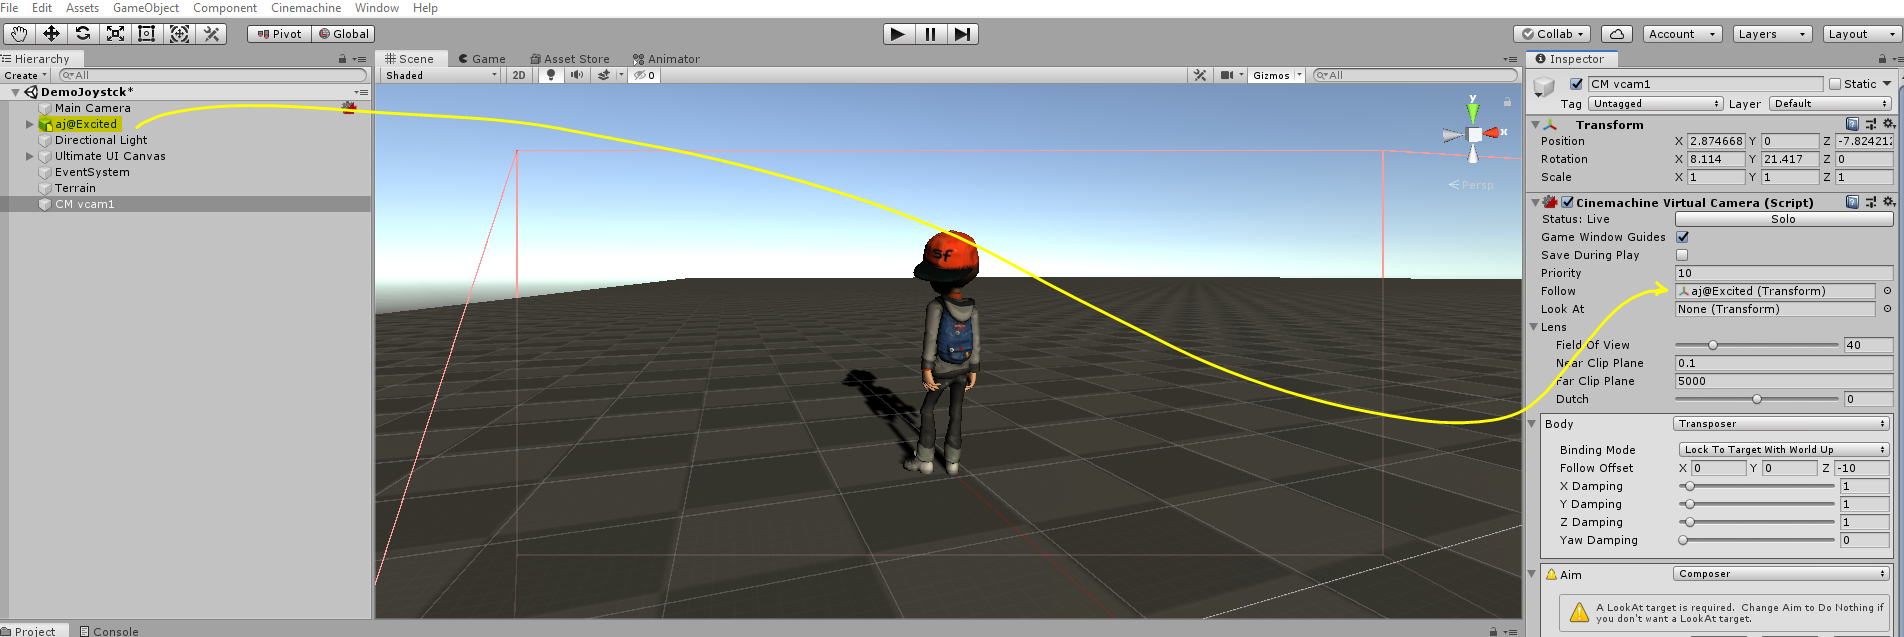 File Edit Assets GameObject Component Cinemachine Window Help
Pivot Global Collab Account Layers Layout
Hierarchy
Create All
DemoJoystck*
Main Camera
aj@Excited
Directional Light
Ultimate UI Canvas
EventSystem
Terrain
CM vcam1
Scene Game Asset Store Animator
Shaded 2D 0 Gizmos All
y
x
Persp
sf
Inspector
CM vcam1 Static
Tag Untagged Layer Default
Transform
Position X 2.874668 Y 0 Z -7.824212
Rotation X 8.114 Y 21.417 Z 0
Scale X 1 Y 1 Z 1
Cinemachine Virtual Camera (Script)
Status: Live Solo
Game Window Guides
Save During Play
Priority 10
Follow aj@Excited (Transform)
Look At None (Transform)
Lens
Field Of View 40
Near Clip Plane 0.1
Far Clip Plane 5000
Dutch 0
Body Transposer
Binding Mode Lock To Target With World Up
Follow Offset X 0 Y 0 Z -10
X Damping 1
Y Damping 1
Z Damping 1
Yaw Damping 0
Aim Composer
A LookAt target is required. Change Aim to Do Nothing if
you don't want a LookAt target.
Project Console